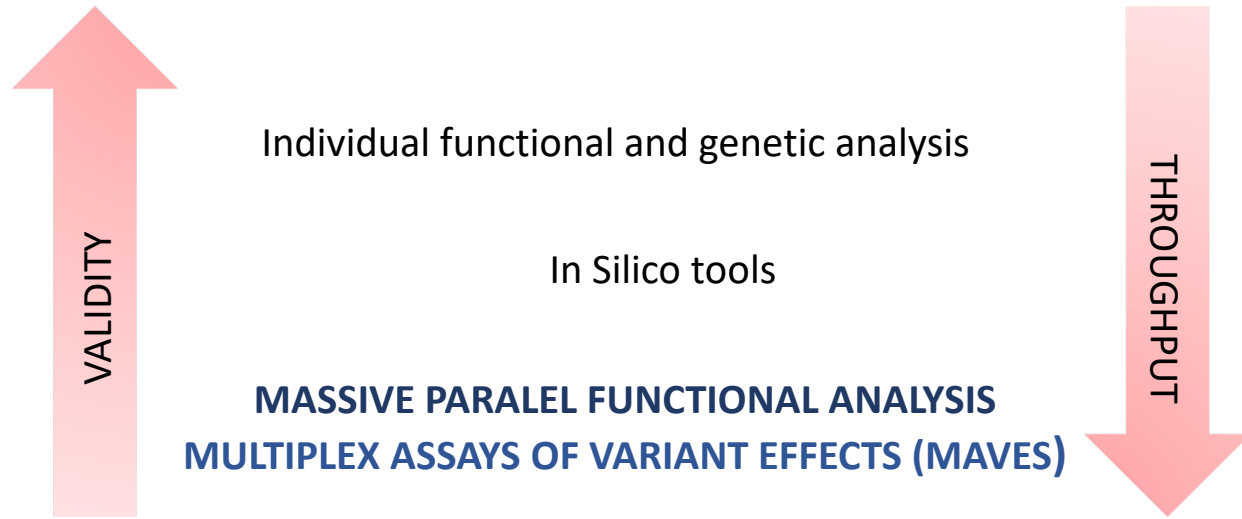 VALIDITY
Individual functional and genetic analysis
In Silico tools
MASSIVE PARALEL FUNCTIONAL ANALYSIS
MULTIPLEX ASSAYS OF VARIANT EFFECTS (MAVES)
THROUGHPUT